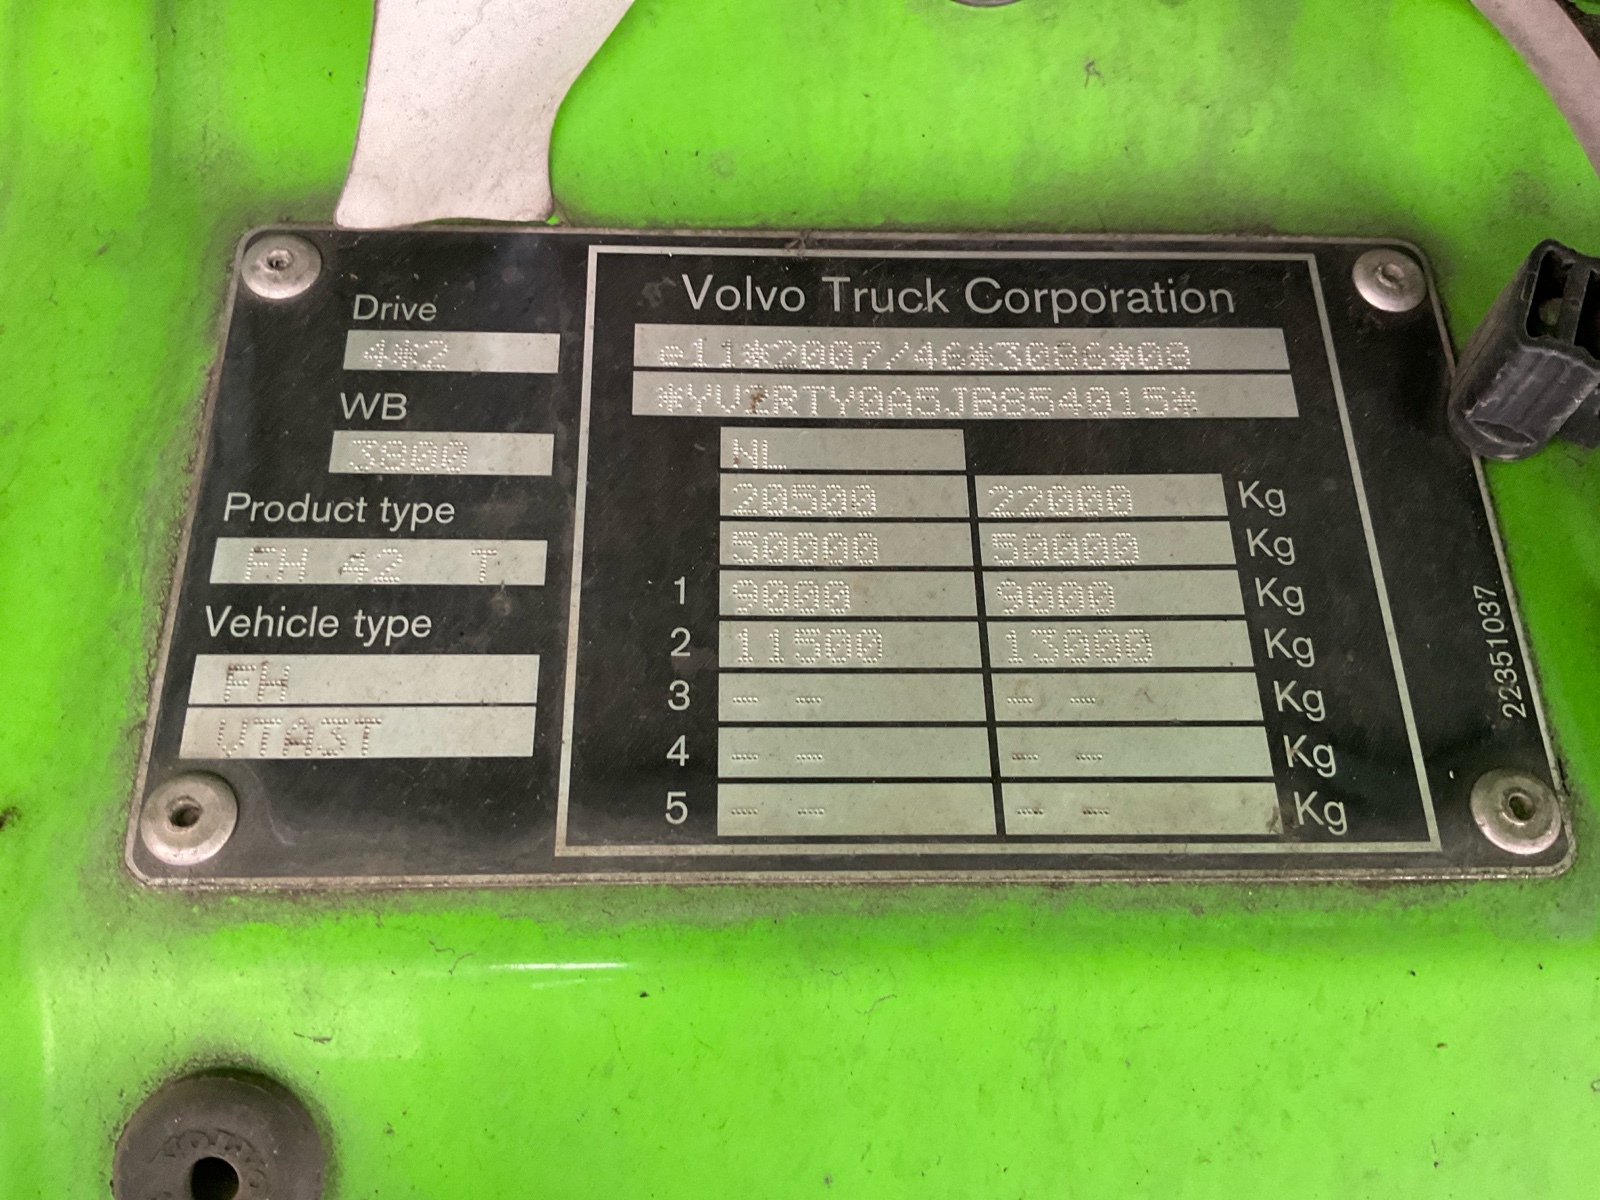 Drive
4*2
WB
3800
Product type
FH 42 T
Vehicle type
FH
VTA3T
Volvo Truck Corporation
e11*2007/46*3086*08
*YV2RTY0A5JB854015*
NL
20500 22000 Kg
50000 50000 Kg
1 9000 9000 Kg
2 11500 13000 Kg
3 -- -- -- -- Kg
4 -- -- -- -- Kg
5 -- -- -- -- Kg
22351037